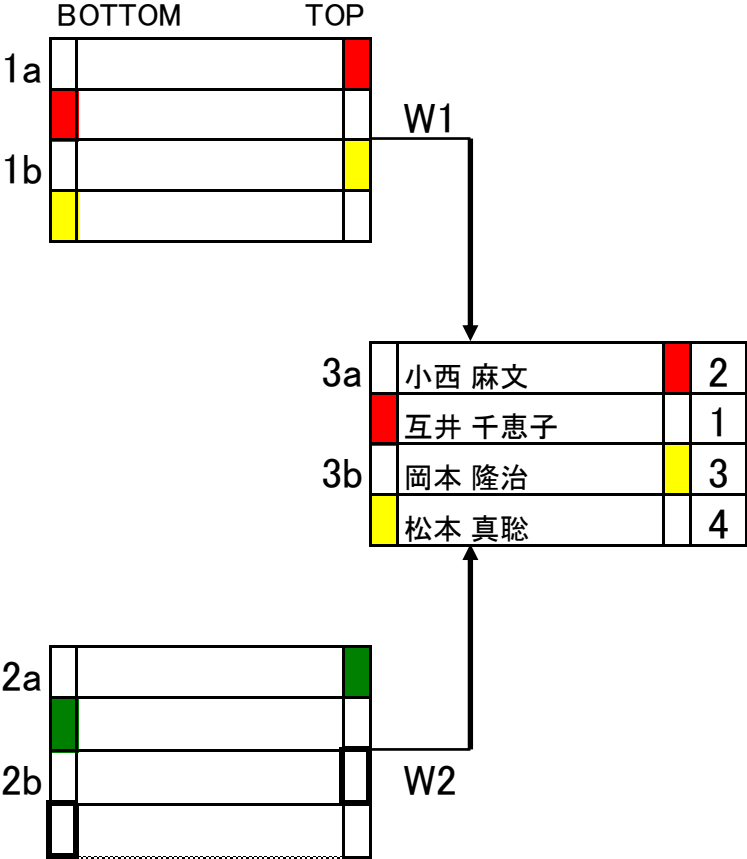 BOTTOM TOP
1a
W1
1b
3a 小西 麻文 2
互井 千恵子 1
3b 岡本 隆治 3
松本 真聡 4
2a
2b W2